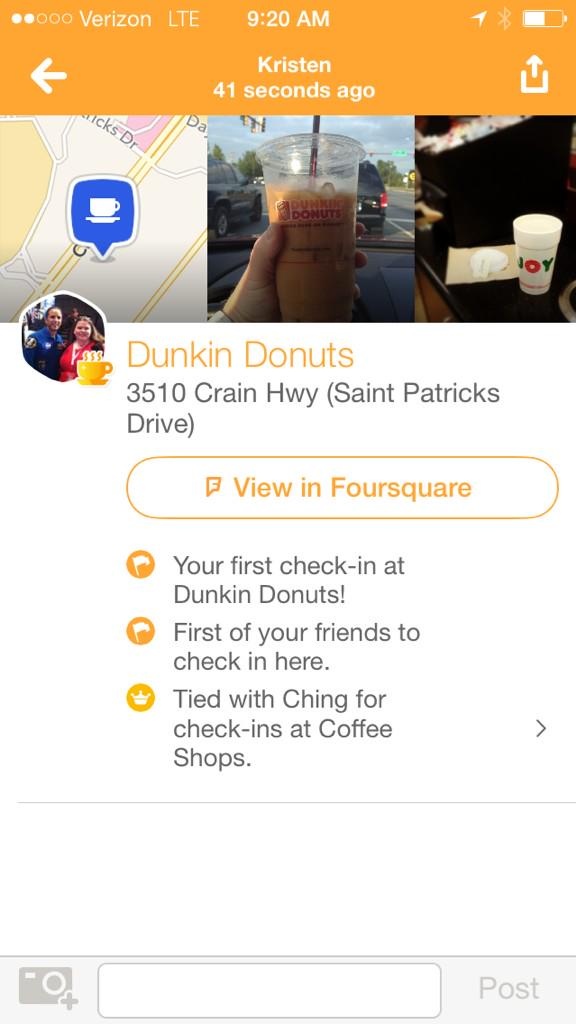 Verizon LTE 9:20 AM
Kristen
41 seconds ago
ricks Dr
Da
DUNKIN'
DONUTS
JOY
Dunkin Donuts
3510 Crain Hwy (Saint Patricks
Drive)
View in Foursquare
Your first check-in at
Dunkin Donuts!
First of your friends to
check in here.
Tied with Ching for
check-ins at Coffee
Shops.
Post